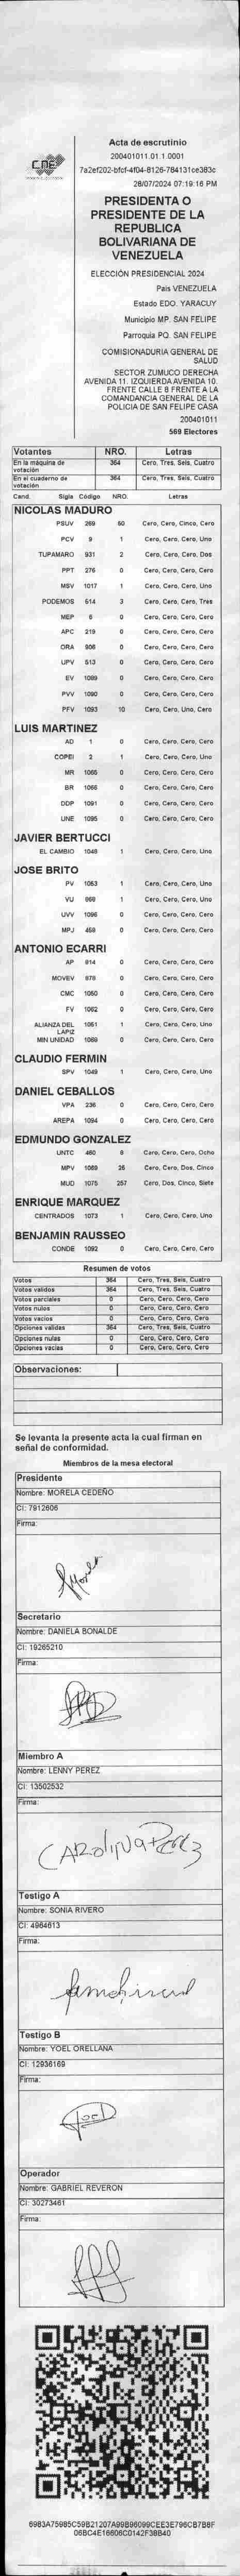 CNE
Acta de escrutinio
200401011.01.1.0001
7a2ef202-bfcf-4f04-8126-784131ce383c
28/07/2024 07:19:16 PM
PRESIDENTA O
PRESIDENTE DE LA
REPUBLICA
BOLIVARIANA DE
VENEZUELA
ELECCIÓN PRESIDENCIAL 2024
Pais VENEZUELA
Estado EDO. YARACUY
Municipio MP. SAN FELIPE
Parroquia PQ. SAN FELIPE
COMISIONADURIA GENERAL DE
SALUD
SECTOR ZUMUCO DERECHA
AVENIDA 11. IZQUIERDA AVENIDA 10.
FRENTE CALLE 8 FRENTE A LA
COMANDANCIA GENERAL DE LA
POLICIA DE SAN FELIPE CASA
200401011
569 Electores
Votantes NRO. Letras
En la máquina de votación 364 Cero, Tres, Seis, Cuatro
En el cuaderno de votación 364 Cero, Tres, Seis, Cuatro
Cand. Sigla Código NRO. Letras
NICOLAS MADURO
PSUV 269 50 Cero, Cero, Cinco, Cero
PCV 9 1 Cero, Cero, Cero, Uno
TUPAMARO 931 2 Cero, Cero, Cero, Dos
PPT 276 0 Cero, Cero, Cero, Cero
MSV 1017 1 Cero, Cero, Cero, Uno
PODEMOS 514 3 Cero, Cero, Cero, Tres
MEP 6 0 Cero, Cero, Cero, Cero
APC 219 0 Cero, Cero, Cero, Cero
ORA 906 0 Cero, Cero, Cero, Cero
UPV 513 0 Cero, Cero, Cero, Cero
EV 1089 0 Cero, Cero, Cero, Cero
PVV 1090 0 Cero, Cero, Cero, Cero
PFV 1093 10 Cero, Cero, Uno, Cero
LUIS MARTINEZ
AD 1 0 Cero, Cero, Cero, Cero
COPEI 2 1 Cero, Cero, Cero, Uno
MR 1065 0 Cero, Cero, Cero, Cero
BR 1066 0 Cero, Cero, Cero, Cero
DDP 1091 0 Cero, Cero, Cero, Cero
UNE 1095 0 Cero, Cero, Cero, Cero
JAVIER BERTUCCI
EL CAMBIO 1048 1 Cero, Cero, Cero, Uno
JOSE BRITO
PV 1053 1 Cero, Cero, Cero, Uno
VU 968 1 Cero, Cero, Cero, Uno
UVV 1096 0 Cero, Cero, Cero, Cero
MPJ 458 0 Cero, Cero, Cero, Cero
ANTONIO ECARRI
AP 914 0 Cero, Cero, Cero, Cero
MOVEV 978 0 Cero, Cero, Cero, Cero
CMC 1050 0 Cero, Cero, Cero, Cero
FV 1062 0 Cero, Cero, Cero, Cero
ALIANZA DEL LAPIZ 1051 1 Cero, Cero, Cero, Uno
MIN UNIDAD 1068 0 Cero, Cero, Cero, Cero
CLAUDIO FERMIN
SPV 1049 1 Cero, Cero, Cero, Uno
DANIEL CEBALLOS
VPA 236 0 Cero, Cero, Cero, Cero
AREPA 1094 0 Cero, Cero, Cero, Cero
EDMUNDO GONZALEZ
UNTC 460 8 Cero, Cero, Cero, Ocho
MPV 1069 25 Cero, Cero, Dos, Cinco
MUD 1075 257 Cero, Dos, Cinco, Siete
ENRIQUE MARQUEZ
CENTRADOS 1073 1 Cero, Cero, Cero, Uno
BENJAMIN RAUSSEO
CONDE 1092 0 Cero, Cero, Cero, Cero
Resumen de votos
Votos 364 Cero, Tres, Seis, Cuatro
Votos validos 364 Cero, Tres, Seis, Cuatro
Votos parciales 0 Cero, Cero, Cero, Cero
Votos nulos 0 Cero, Cero, Cero, Cero
Votos vacios 0 Cero, Cero, Cero, Cero
Opciones validas 364 Cero, Tres, Seis, Cuatro
Opciones nulas 0 Cero, Cero, Cero, Cero
Opciones vacias 0 Cero, Cero, Cero, Cero
Observaciones:
Se levanta la presente acta la cual firman en
señal de conformidad.
Miembros de la mesa electoral
Presidente
Nombre: MORELA CEDEÑO
CI: 7912606
Firma:
Secretario
Nombre: DANIELA BONALDE
CI: 19265210
Firma:
Miembro A
Nombre: LENNY PEREZ
CI: 13502532
Firma:
CAROLINA PEREZ
Testigo A
Nombre: SONIA RIVERO
CI: 4964613
Firma:
Testigo B
Nombre: YOEL ORELLANA
CI: 12936169
Firma:
Operador
Nombre: GABRIEL REVERON
CI: 30273461
Firma:
6983A75985C59B21207A99B96099CEE3E796CB7B8F
06BC4E16606C0142F38B40